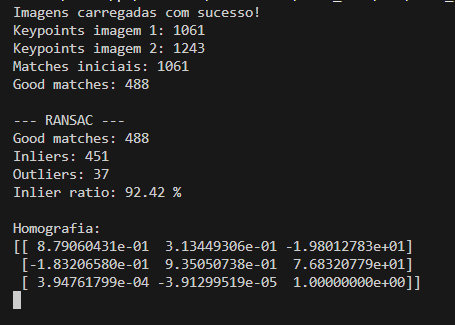 Imagens carregadas com sucesso!
Keypoints imagem 1: 1061
Keypoints imagem 2: 1243
Matches iniciais: 1061
Good matches: 488
--- RANSAC ---
Good matches: 488
Inliers: 451
Outliers: 37
Inlier ratio: 92.42 %
Homografia:
[[ 8.79060431e-01  3.13449306e-01 -1.98012783e+01]
 [-1.83206580e-01  9.35050738e-01  7.68320779e+01]
 [ 3.94761799e-04 -3.91299519e-05  1.00000000e+00]]